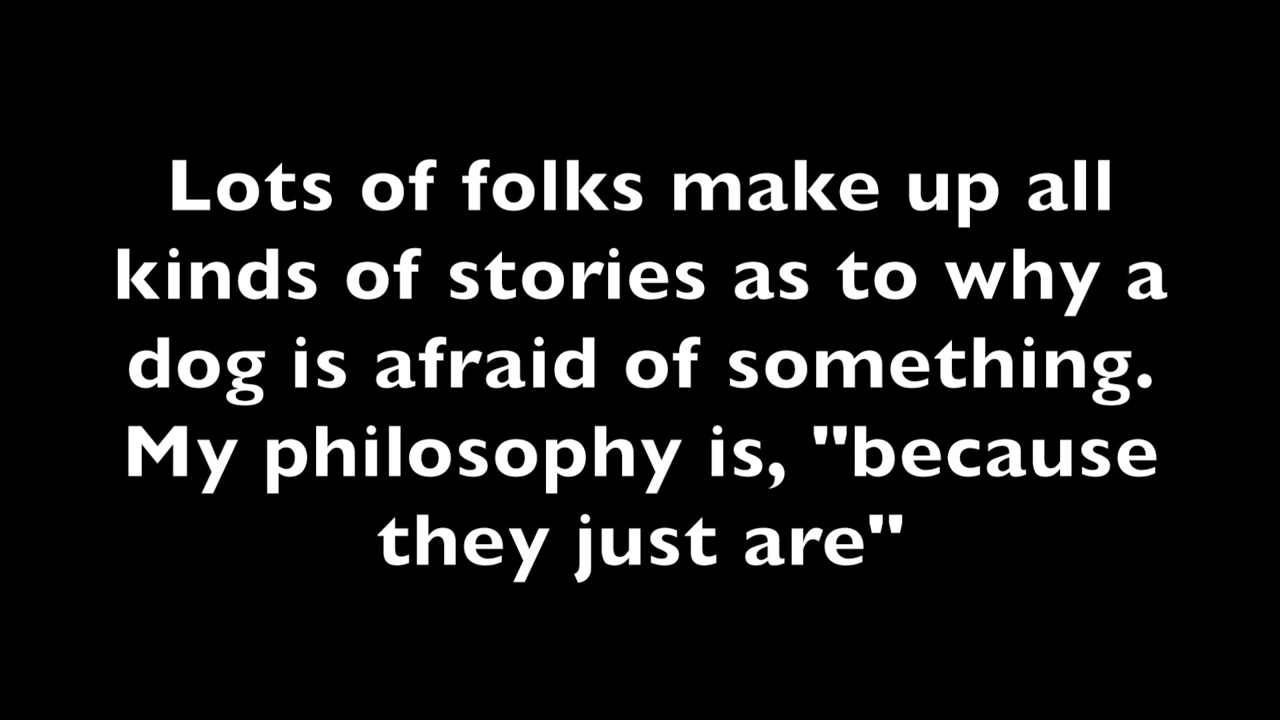 Lots of folks make up all
kinds of stories as to why a
dog is afraid of something.
My philosophy is, "because
they just are"